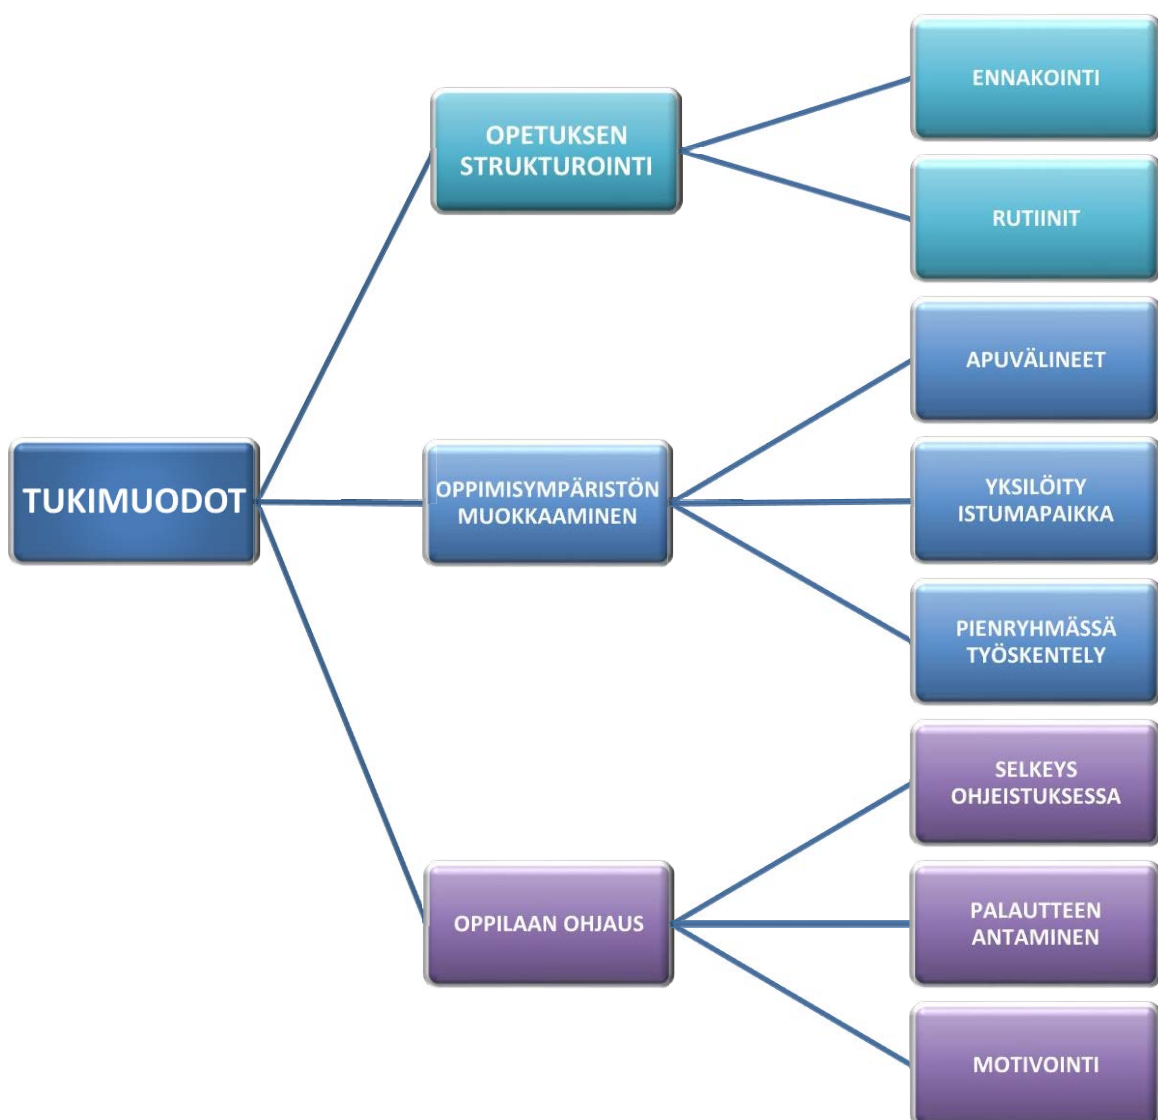 TUKIMUODOT
OPETUKSEN
STRUKTUROINTI
ENNAKOINTI
RUTIINIT
OPPIMISYMPÄRISTÖN
MUOKKAAMINEN
APUVÄLINEET
YKSILÖITY
ISTUMAPAIKKA
PIENRYHMÄSSÄ
TYÖSKENTELY
OPPILAAN OHJAUS
SELKEYS
OHJEISTUKSESSA
PALAUTTEEN
ANTAMINEN
MOTIVOINTI